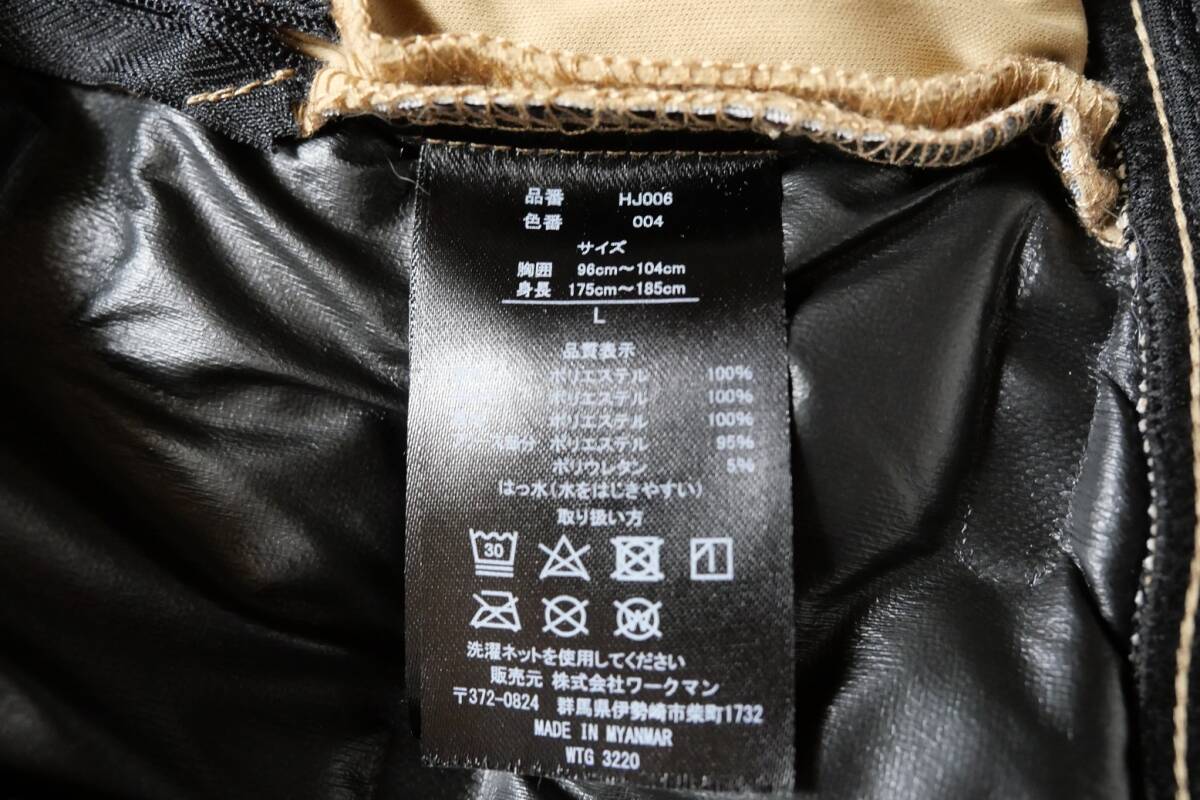 品番 HJ006
色番 004
サイズ
胸囲 96cm～104cm
身長 175cm～185cm
L
品質表示
ポリエステル 100%
ポリエステル 100%
ポリエステル 100%
部分 ポリエステル 95%
ポリウレタン 5%
はっ水(水をはじきやすい)
取り扱い方
30
W
洗濯ネットを使用してください
販売元 株式会社ワークマン
〒372-0824 群馬県伊勢崎市柴町1732
MADE IN MYANMAR
WTG 3220